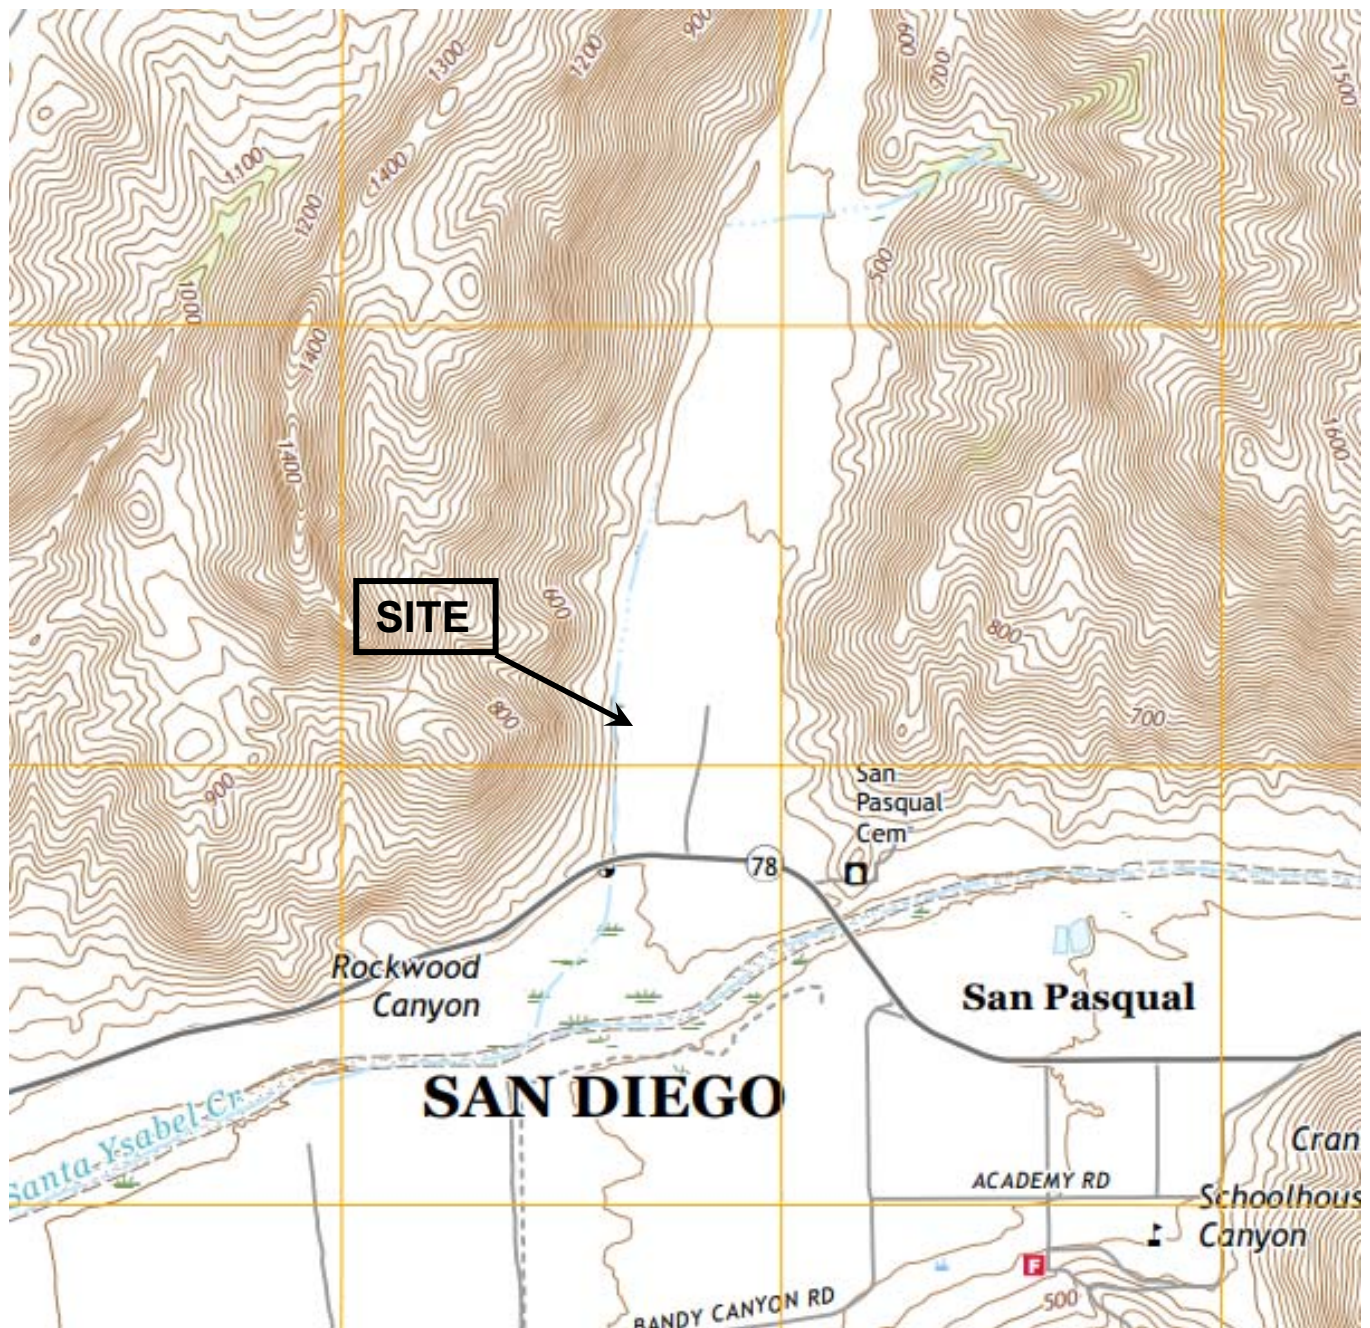 1300
1200
900
600
700
1500
1100
1400
1200
1000
500
1400
1400
1600
600
SITE
800
800
700
900
San
Pasqual
Cem
78
Rockwood
Canyon
San Pasqual
SAN DIEGO
Santa Ysabel Cr
Cran
ACADEMY RD
Schoolhous
Canyon
F
500
BANDY CANYON RD